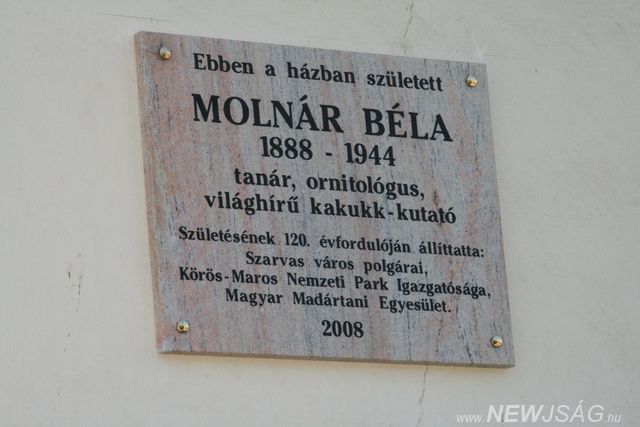 Ebben a házban született
MOLNÁR BÉLA
1888 - 1944
tanár, ornitológus,
világhírű kakukk-kutató
Születésének 120. évfordulóján állíttatta:
Szarvas város polgárai,
Körös-Maros Nemzeti Park Igazgatósága,
Magyar Madártani Egyesület.
2008
www.NEWJSÁG.hu